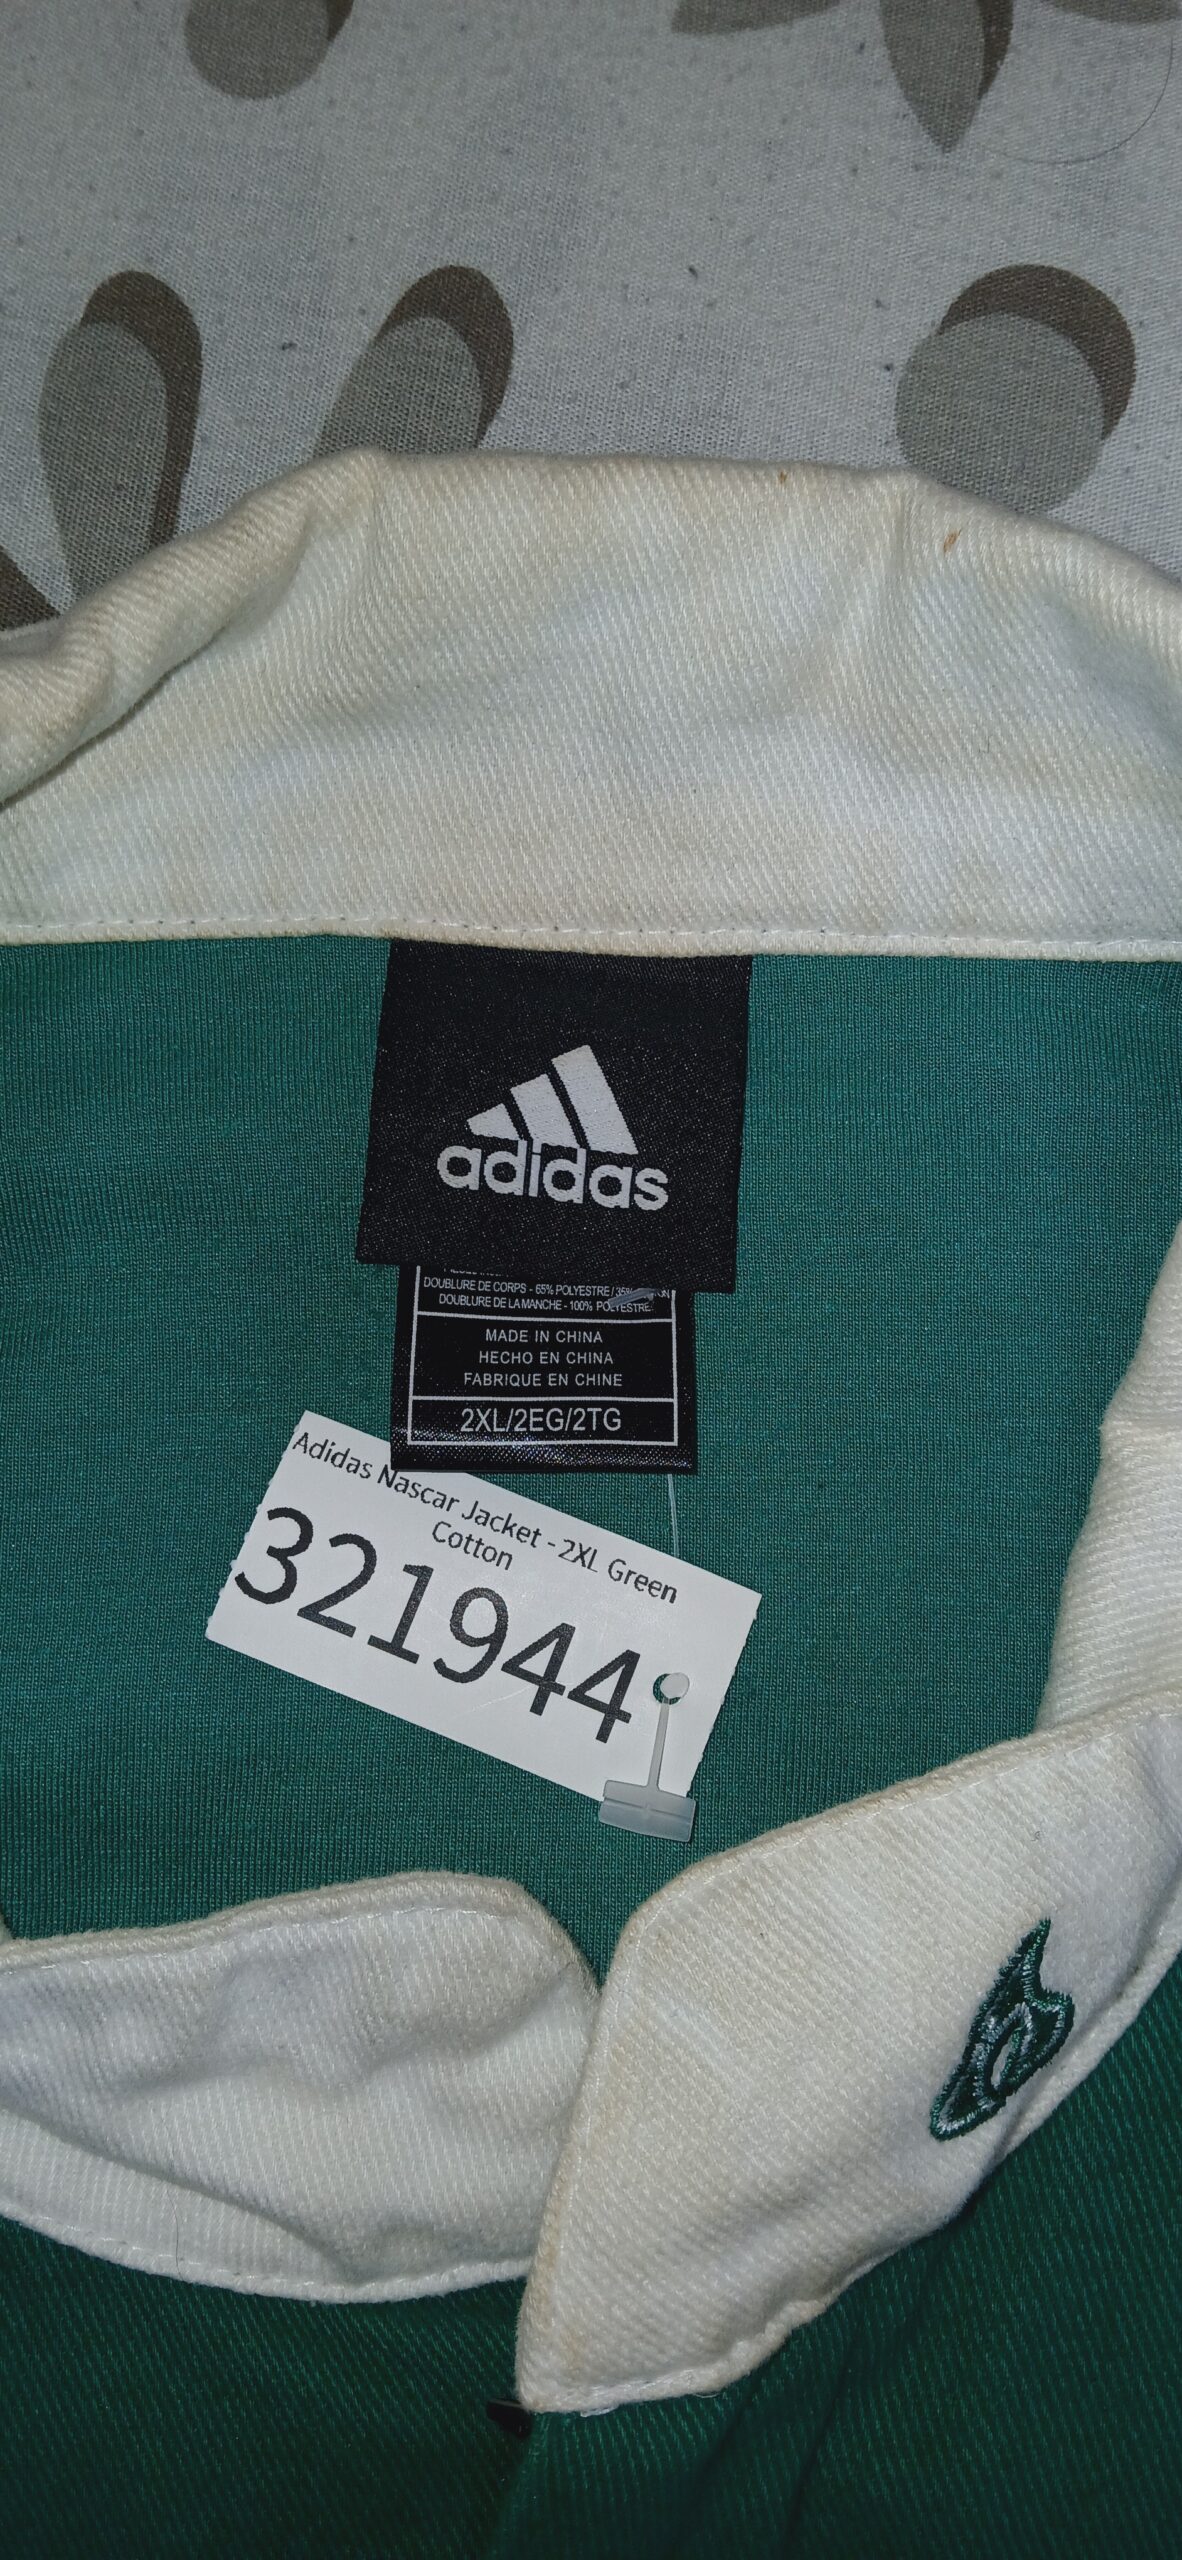 adidas
DOUBLURE DE CORPS - 65% POLYESTRE / 35%
DOUBLURE DE LA MANCHE - 100% POLYESTRE
MADE IN CHINA
HECHO EN CHINA
FABRIQUE EN CHINE
2XL/2EG/2TG
Adidas Nascar Jacket - 2XL Green
Cotton
321944